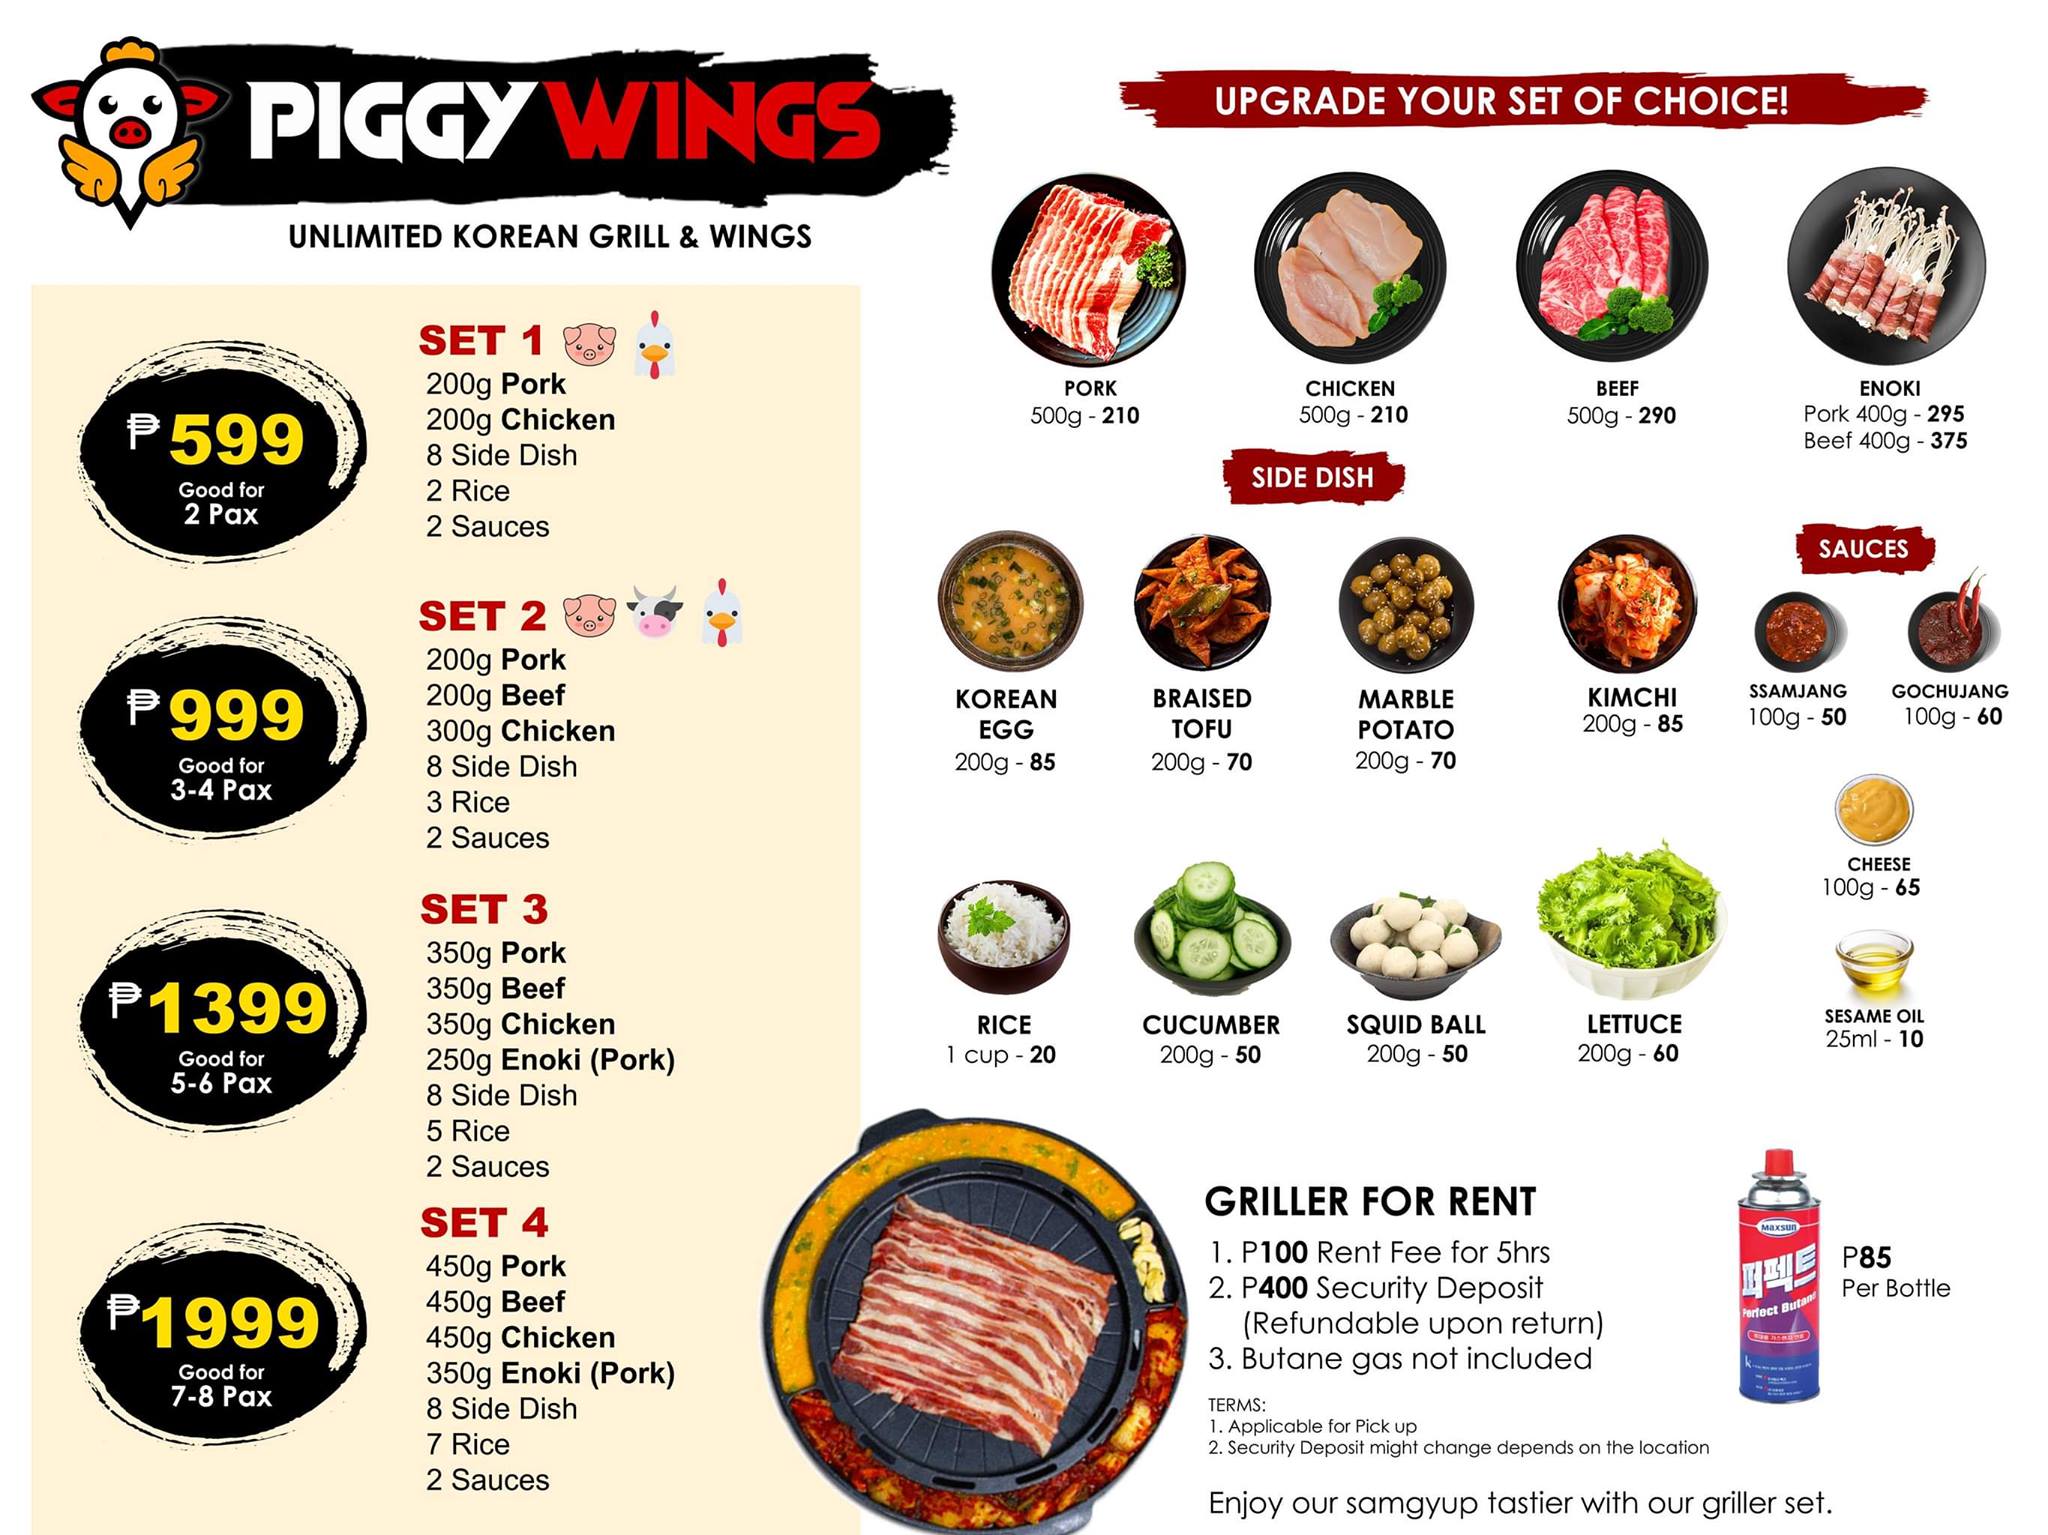 PIGGYWINGS
UNLIMITED KOREAN GRILL & WINGS
₱599
Good for
2 Pax
SET 1
200g Pork
200g Chicken
8 Side Dish
2 Rice
2 Sauces
₱999
Good for
3-4 Pax
SET 2
200g Pork
200g Beef
300g Chicken
8 Side Dish
3 Rice
2 Sauces
₱1399
Good for
5-6 Pax
SET 3
350g Pork
350g Beef
350g Chicken
250g Enoki (Pork)
8 Side Dish
5 Rice
2 Sauces
₱1999
Good for
7-8 Pax
SET 4
450g Pork
450g Beef
450g Chicken
350g Enoki (Pork)
8 Side Dish
7 Rice
2 Sauces
UPGRADE YOUR SET OF CHOICE!
PORK
500g - 210
CHICKEN
500g - 210
BEEF
500g - 290
ENOKI
Pork 400g - 295
Beef 400g - 375
SIDE DISH
KOREAN
EGG
200g - 85
BRAISED
TOFU
200g - 70
MARBLE
POTATO
200g - 70
KIMCHI
200g - 85
RICE
1 cup - 20
CUCUMBER
200g - 50
SQUID BALL
200g - 50
LETTUCE
200g - 60
SAUCES
SSAMJANG
100g - 50
GOCHUJANG
100g - 60
CHEESE
100g - 65
SESAME OIL
25ml - 10
GRILLER FOR RENT
1. P100 Rent Fee for 5hrs
2. P400 Security Deposit
(Refundable upon return)
3. Butane gas not included
TERMS:
1. Applicable for Pick up
2. Security Deposit might change depends on the location
Enjoy our samgyup tastier with our griller set.
MAXSUN
퍼펙트
Perfect Butane
P85
Per Bottle